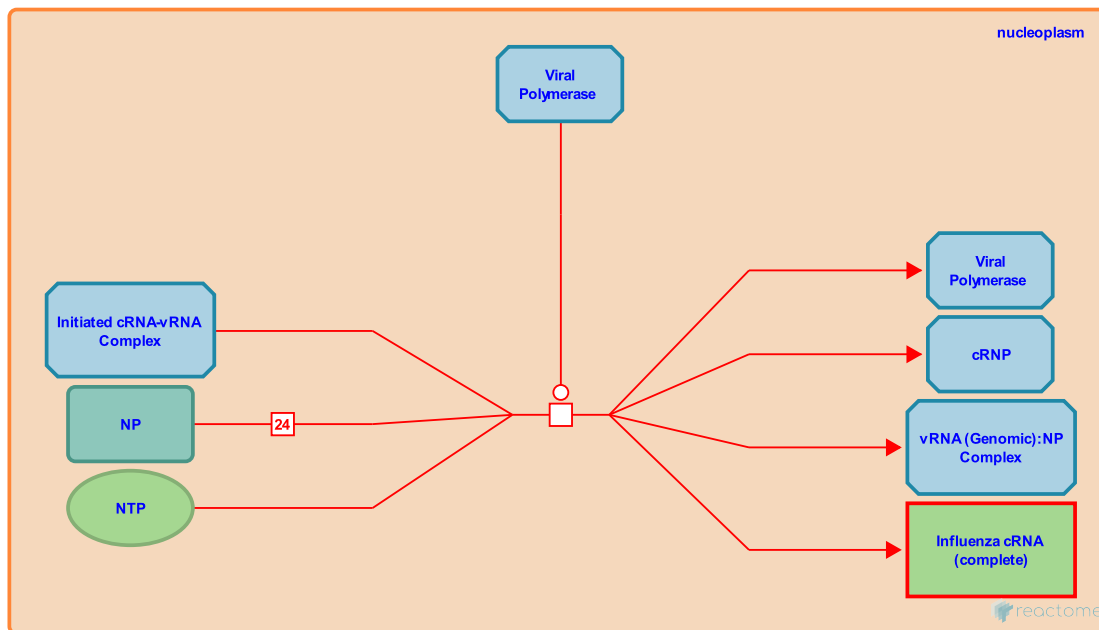 nucleoplasm
Viral
Polymerase
Viral
Polymerase
Initiated cRNA-vRNA
Complex
cRNP
NP
24
vRNA (Genomic):NP
Complex
NTP
Influenza cRNA
(complete)
reactome